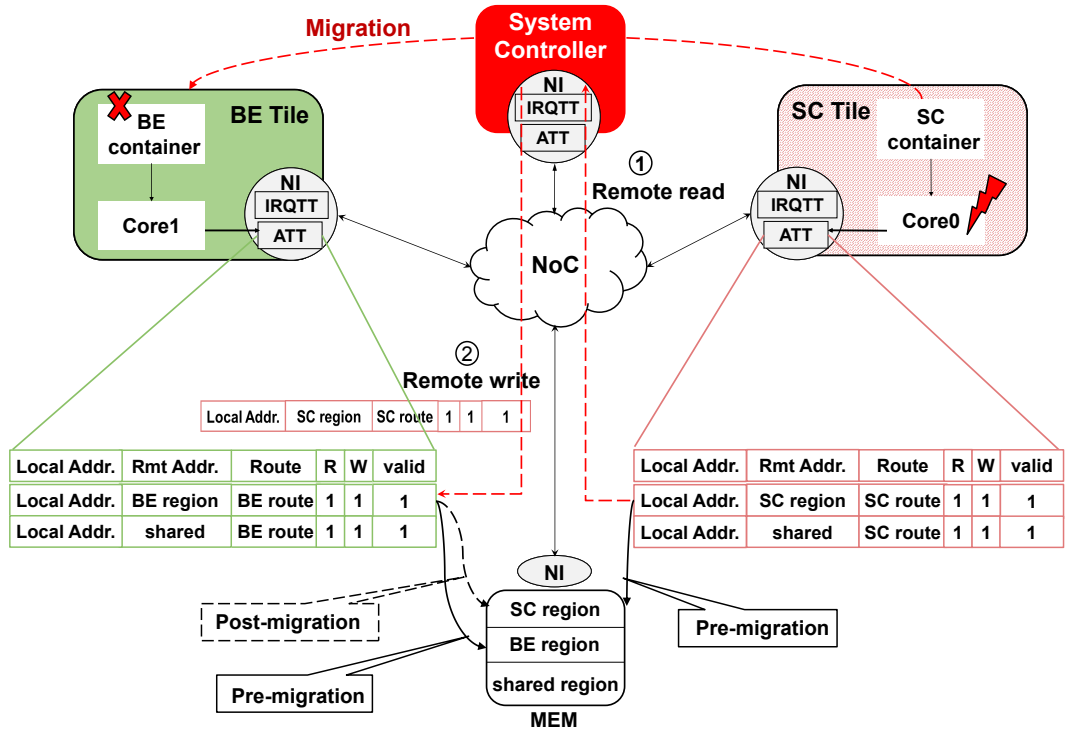 Migration
System
Controller
NI
IRQTT
ATT
BE Tile
BE
container
Core1
NI
IRQTT
ATT
SC Tile
SC
container
Core0
NI
IRQTT
ATT
①
Remote read
NoC
②
Remote write
Local Addr. SC region SC route 1 1 1
Local Addr. Rmt Addr. Route R W valid
Local Addr. BE region BE route 1 1 1
Local Addr. shared BE route 1 1 1
Local Addr. Rmt Addr. Route R W valid
Local Addr. SC region SC route 1 1 1
Local Addr. shared SC route 1 1 1
NI
SC region
BE region
shared region
MEM
Post-migration
Pre-migration
Pre-migration